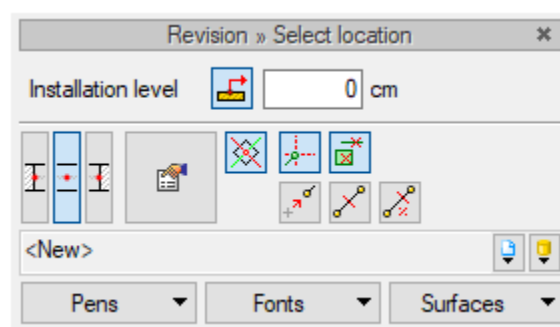 Revision » Select location
Installation level 0 cm
<New>
Pens Fonts Surfaces